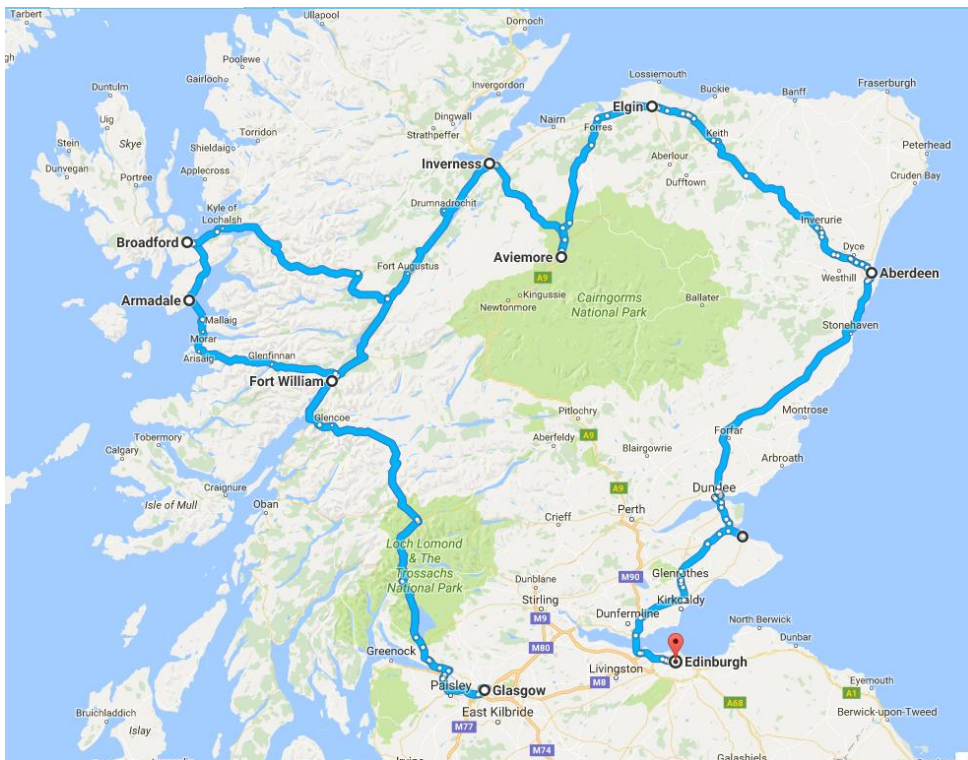 Tarbert
Ullapool
Dornoch
Poolewe
Gairloch
Invergordon
Lossiemouth
Fraserburgh
Duntulm
Buckie
Banff
Elgin
Uig
Dingwall
Nairn
Forres
Strathpeffer
Torridon
Keith
Stein
Skye
Shieldaig
Peterhead
Inverness
Aberlour
Dunvegan
Portree
Applecross
Dufftown
Cruden Bay
Drumnadrochit
Kyle of
Lochalsh
Inverurie
Broadford
Dyce
Aviemore
Fort Augustus
Westhill
Aberdeen
A9
Kingussie
Ballater
Armadale
Cairngorms
National Park
Newtonmore
Mallaig
Stonehaven
Morar
Arisaig
Glenfinnan
Fort William
Pitlochry
Montrose
Glencoe
Forfar
Tobermory
Aberfeldy
A9
Blairgowrie
Calgary
Arbroath
Craignure
Dundee
A9
Isle of Mull
Oban
Crieff
Perth
Loch Lomond
& The
Trossachs
National Park
M90
Glenrothes
Dunblane
Stirling
Kirkcaldy
M9
Dunfermline
North Berwick
Dunbar
Greenock
M80
Edinburgh
Livingston
M8
Paisley
Glasgow
Eyemouth
A68
A1
Bruichladdich
East Kilbride
Berwick-upon-Tweed
M77
Islay
M74
Galashiels